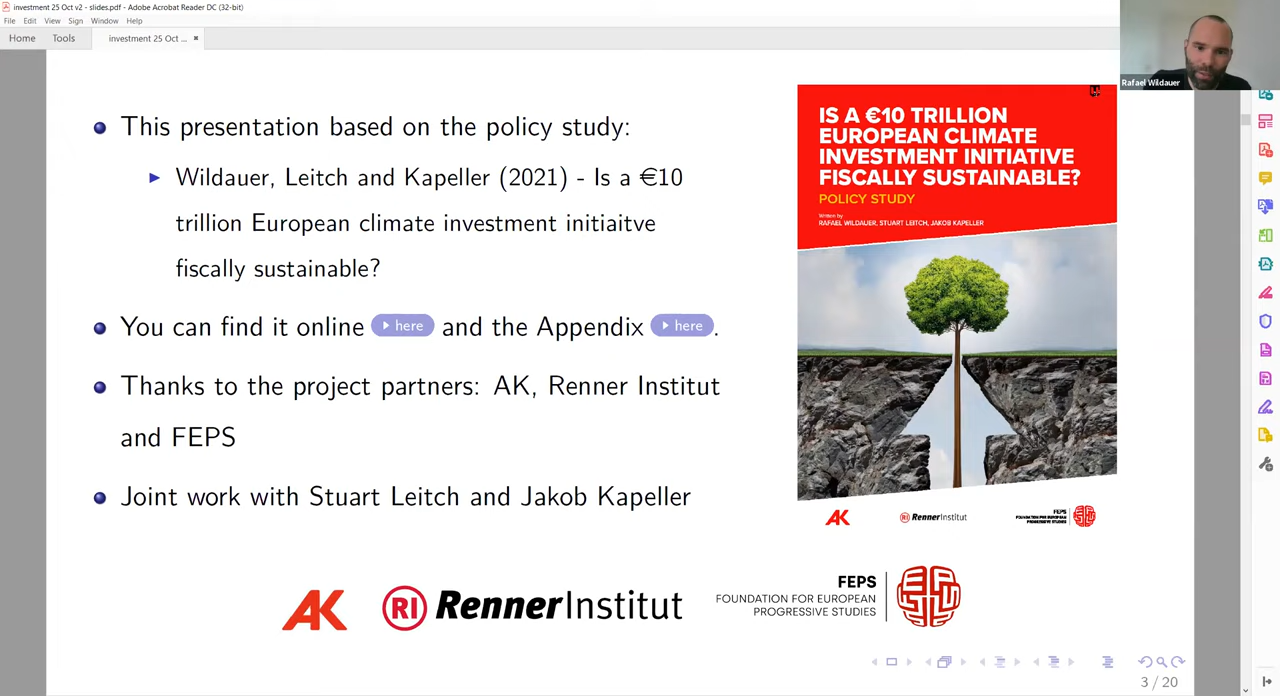 investment 25 Oct v2 - slides.pdf - Adobe Acrobat Reader DC (32-bit)
File Edit View Sign Window Help
Home Tools investment 25 Oct ... ×
Rafael Wildauer
This presentation based on the policy study:
Wildauer, Leitch and Kapeller (2021) - Is a €10
trillion European climate investment initiaitve
fiscally sustainable?
You can find it online here and the Appendix here.
Thanks to the project partners: AK, Renner Institut
and FEPS
Joint work with Stuart Leitch and Jakob Kapeller
IS A €10 TRILLION
EUROPEAN CLIMATE
INVESTMENT INITIATIVE
FISCALLY SUSTAINABLE?
POLICY STUDY
Written by
RAFAEL WILDAUER, STUART LEITCH, JAKOB KAPELLER
AK
RI RennerInstitut
FEPS
FOUNDATION FOR EUROPEAN
PROGRESSIVE STUDIES
AK
RI RennerInstitut
FEPS
FOUNDATION FOR EUROPEAN
PROGRESSIVE STUDIES
3 / 20